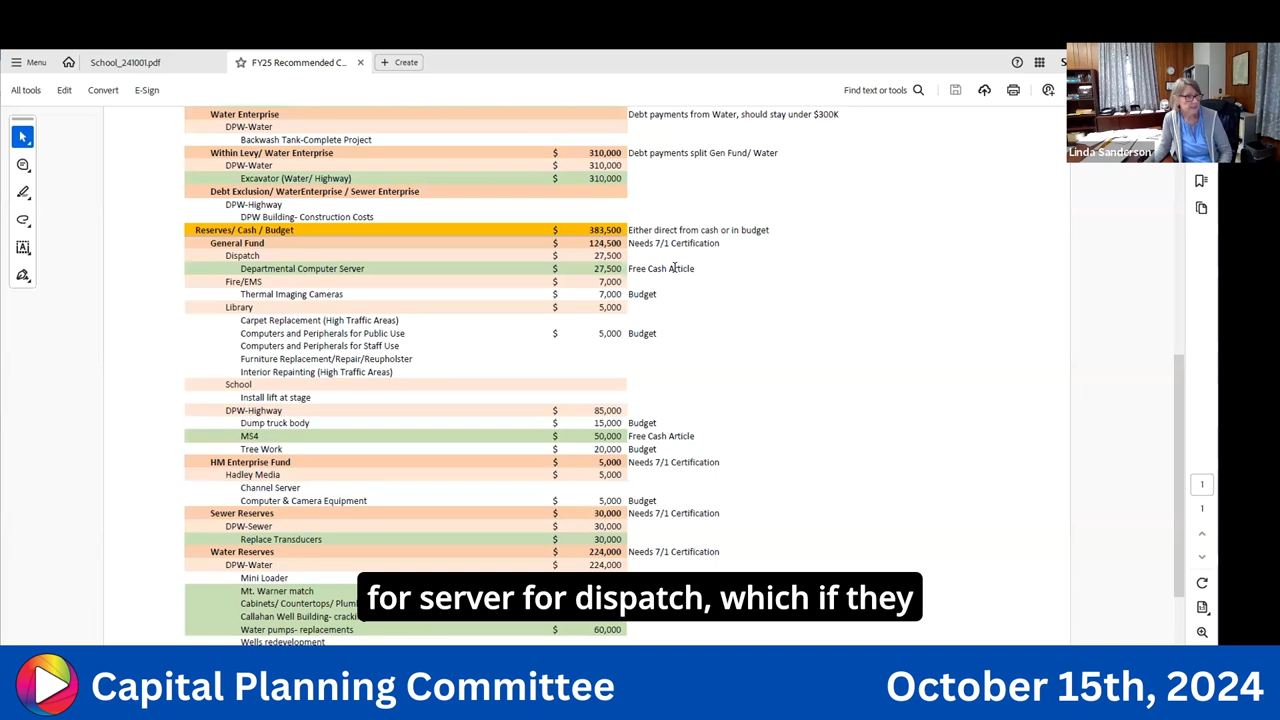 Menu School_241001.pdf FY25 Recommended C... Create
All tools Edit Convert E-Sign Find text or tools
Linda Sanderson
Water Enterprise Debt payments from Water, should stay under $300K
DPW-Water
Backwash Tank-Complete Project
Within Levy/ Water Enterprise $ 310,000 Debt payments split Gen Fund/ Water
DPW-Water $ 310,000
Excavator (Water/ Highway) $ 310,000
Debt Exclusion/ WaterEnterprise / Sewer Enterprise
DPW-Highway
DPW Building- Construction Costs
Reserves/ Cash / Budget $ 383,500 Either direct from cash or in budget
General Fund $ 124,500 Needs 7/1 Certification
Dispatch $ 27,500
Departmental Computer Server $ 27,500 Free Cash Article
Fire/EMS $ 7,000
Thermal Imaging Cameras $ 7,000 Budget
Library $ 5,000
Carpet Replacement (High Traffic Areas)
Computers and Peripherals for Public Use $ 5,000 Budget
Computers and Peripherals for Staff Use
Furniture Replacement/Repair/Reupholster
Interior Repainting (High Traffic Areas)
School
Install lift at stage
DPW-Highway $ 85,000
Dump truck body $ 15,000 Budget
MS4 $ 50,000 Free Cash Article
Tree Work $ 20,000 Budget
HM Enterprise Fund $ 5,000 Needs 7/1 Certification
Hadley Media $ 5,000
Channel Server
Computer & Camera Equipment $ 5,000 Budget
Sewer Reserves $ 30,000 Needs 7/1 Certification
DPW-Sewer $ 30,000
Replace Transducers $ 30,000
Water Reserves $ 224,000 Needs 7/1 Certification
DPW-Water $ 224,000
Mini Loader
Mt. Warner match
Cabinets/ Countertops/
Callahan Well Building-
Water pumps- replacements $ 60,000
Wells redevelopment
1
1
for server for dispatch, which if they
Capital Planning Committee October 15th, 2024